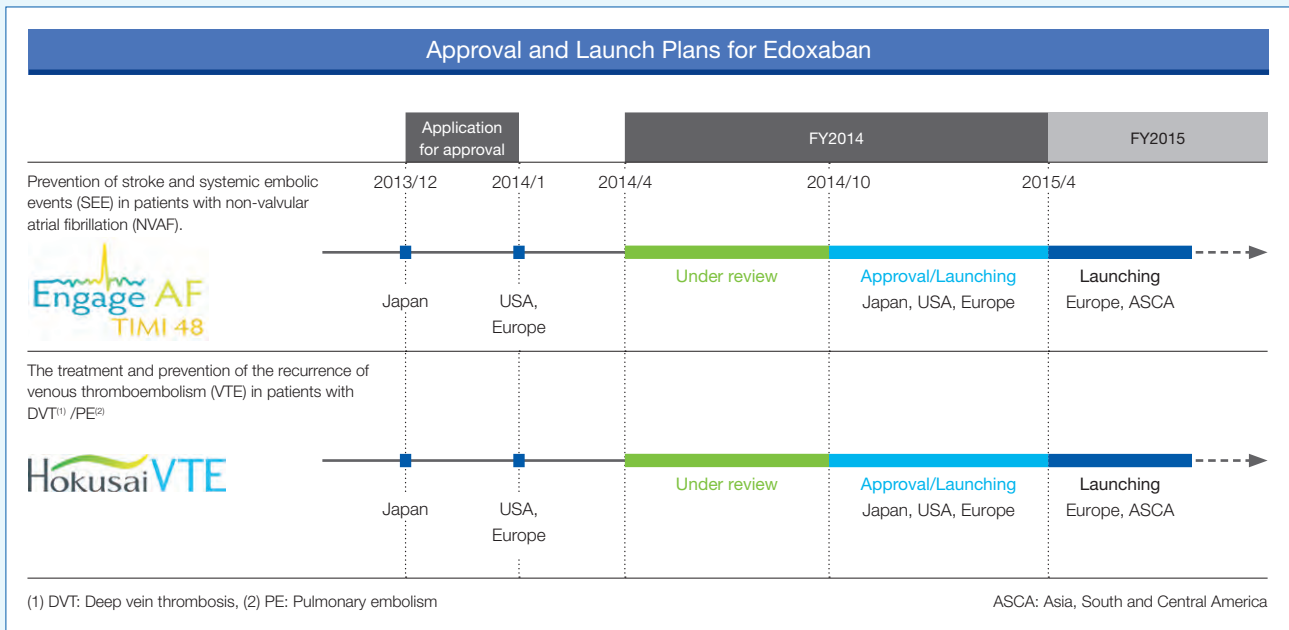 Approval and Launch Plans for Edoxaban
Application
for approval
FY2014
FY2015
Prevention of stroke and systemic embolic
events (SEE) in patients with non-valvular
atrial fibrillation (NVAF).
2013/12
2014/1
2014/4
2014/10
2015/4
Engage AF
TIMI 48
Japan
USA,
Europe
Under review
Approval/Launching
Japan, USA, Europe
Launching
Europe, ASCA
The treatment and prevention of the recurrence of
venous thromboembolism (VTE) in patients with
DVT(1) /PE(2)
Hokusai VTE
Japan
USA,
Europe
Under review
Approval/Launching
Japan, USA, Europe
Launching
Europe, ASCA
(1) DVT: Deep vein thrombosis, (2) PE: Pulmonary embolism
ASCA: Asia, South and Central America